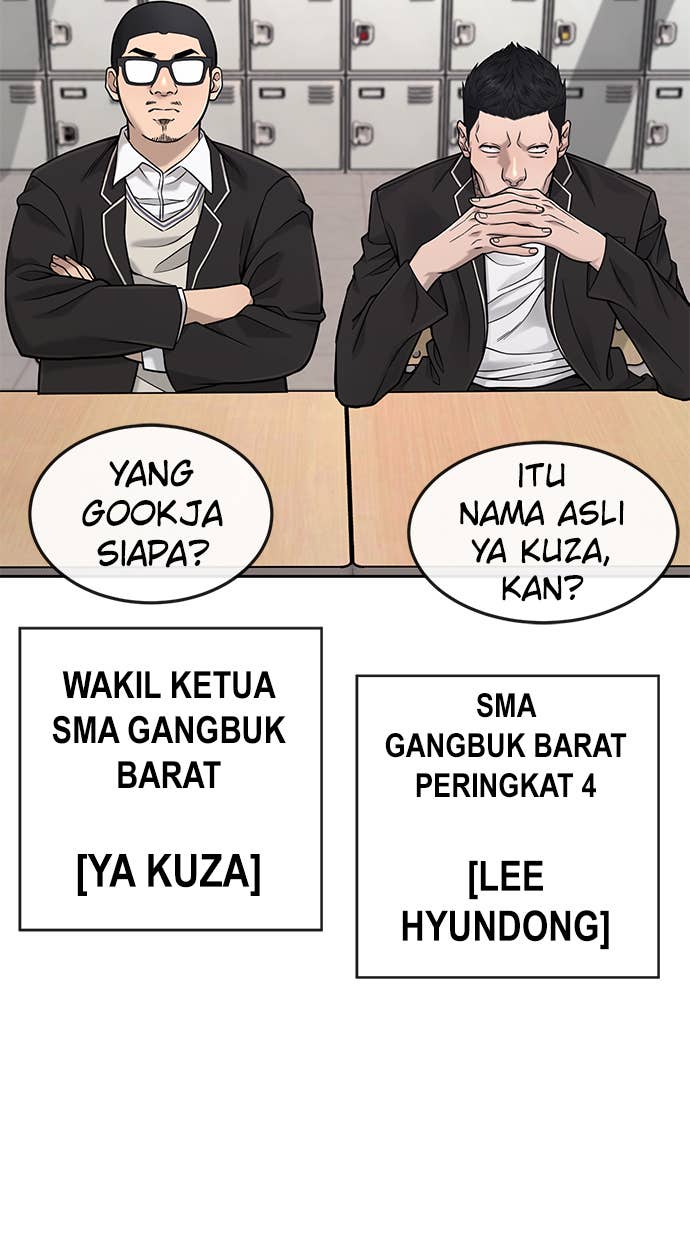 YANG
GOOKJA
SIAPA?
ITU
NAMA ASLI
YA KUZA,
KAN?
WAKIL KETUA
SMA GANGBUK
BARAT
[YA KUZA]
SMA
GANGBUK BARAT
PERINGKAT 4
[LEE
HYUNDONG]